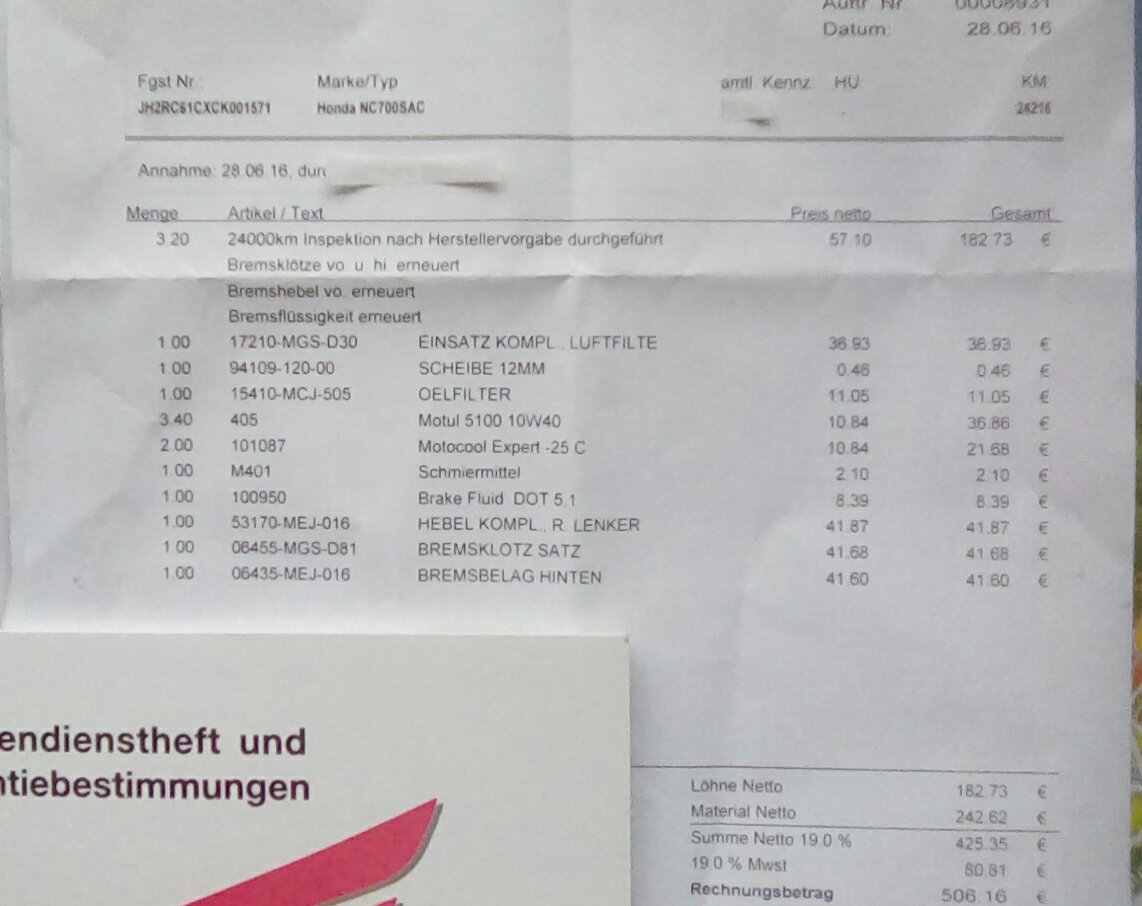 Auftr. Nr. 00008931
Datum: 28.06.16
Fgst Nr.: Marke/Typ amtl. Kennz. HU KM
JH2RC61CXCK001571 Honda NC700SAC 24216
Annahme: 28.06.16, durc
Menge Artikel / Text Preis netto Gesamt
3.20 24000km Inspektion nach Herstellervorgabe durchgeführt 57.10 182.73 €
Bremsklötze vo. u. hi. erneuert
Bremshebel vo. erneuert
Bremsflüssigkeit erneuert
1.00 17210-MGS-D30 EINSATZ KOMPL., LUFTFILTE 36.93 36.93 €
1.00 94109-120-00 SCHEIBE 12MM 0.46 0.46 €
1.00 15410-MCJ-505 OELFILTER 11.05 11.05 €
3.40 405 Motul 5100 10W40 10.84 36.86 €
2.00 101087 Motocool Expert -25 C 10.84 21.68 €
1.00 M401 Schmiermittel 2.10 2.10 €
1.00 100950 Brake Fluid DOT 5.1 8.39 8.39 €
1.00 53170-MEJ-016 HEBEL KOMPL., R. LENKER 41.87 41.87 €
1.00 06455-MGS-D81 BREMSKLOTZ SATZ 41.68 41.68 €
1.00 06435-MEJ-016 BREMSBELAG HINTEN 41.60 41.60 €
endienstheft und
ntiebestimmungen
Löhne Netto 182.73 €
Material Netto 242.62 €
Summe Netto 19.0 % 425.35 €
19.0 % Mwst 80.81 €
Rechnungsbetrag 506.16 €